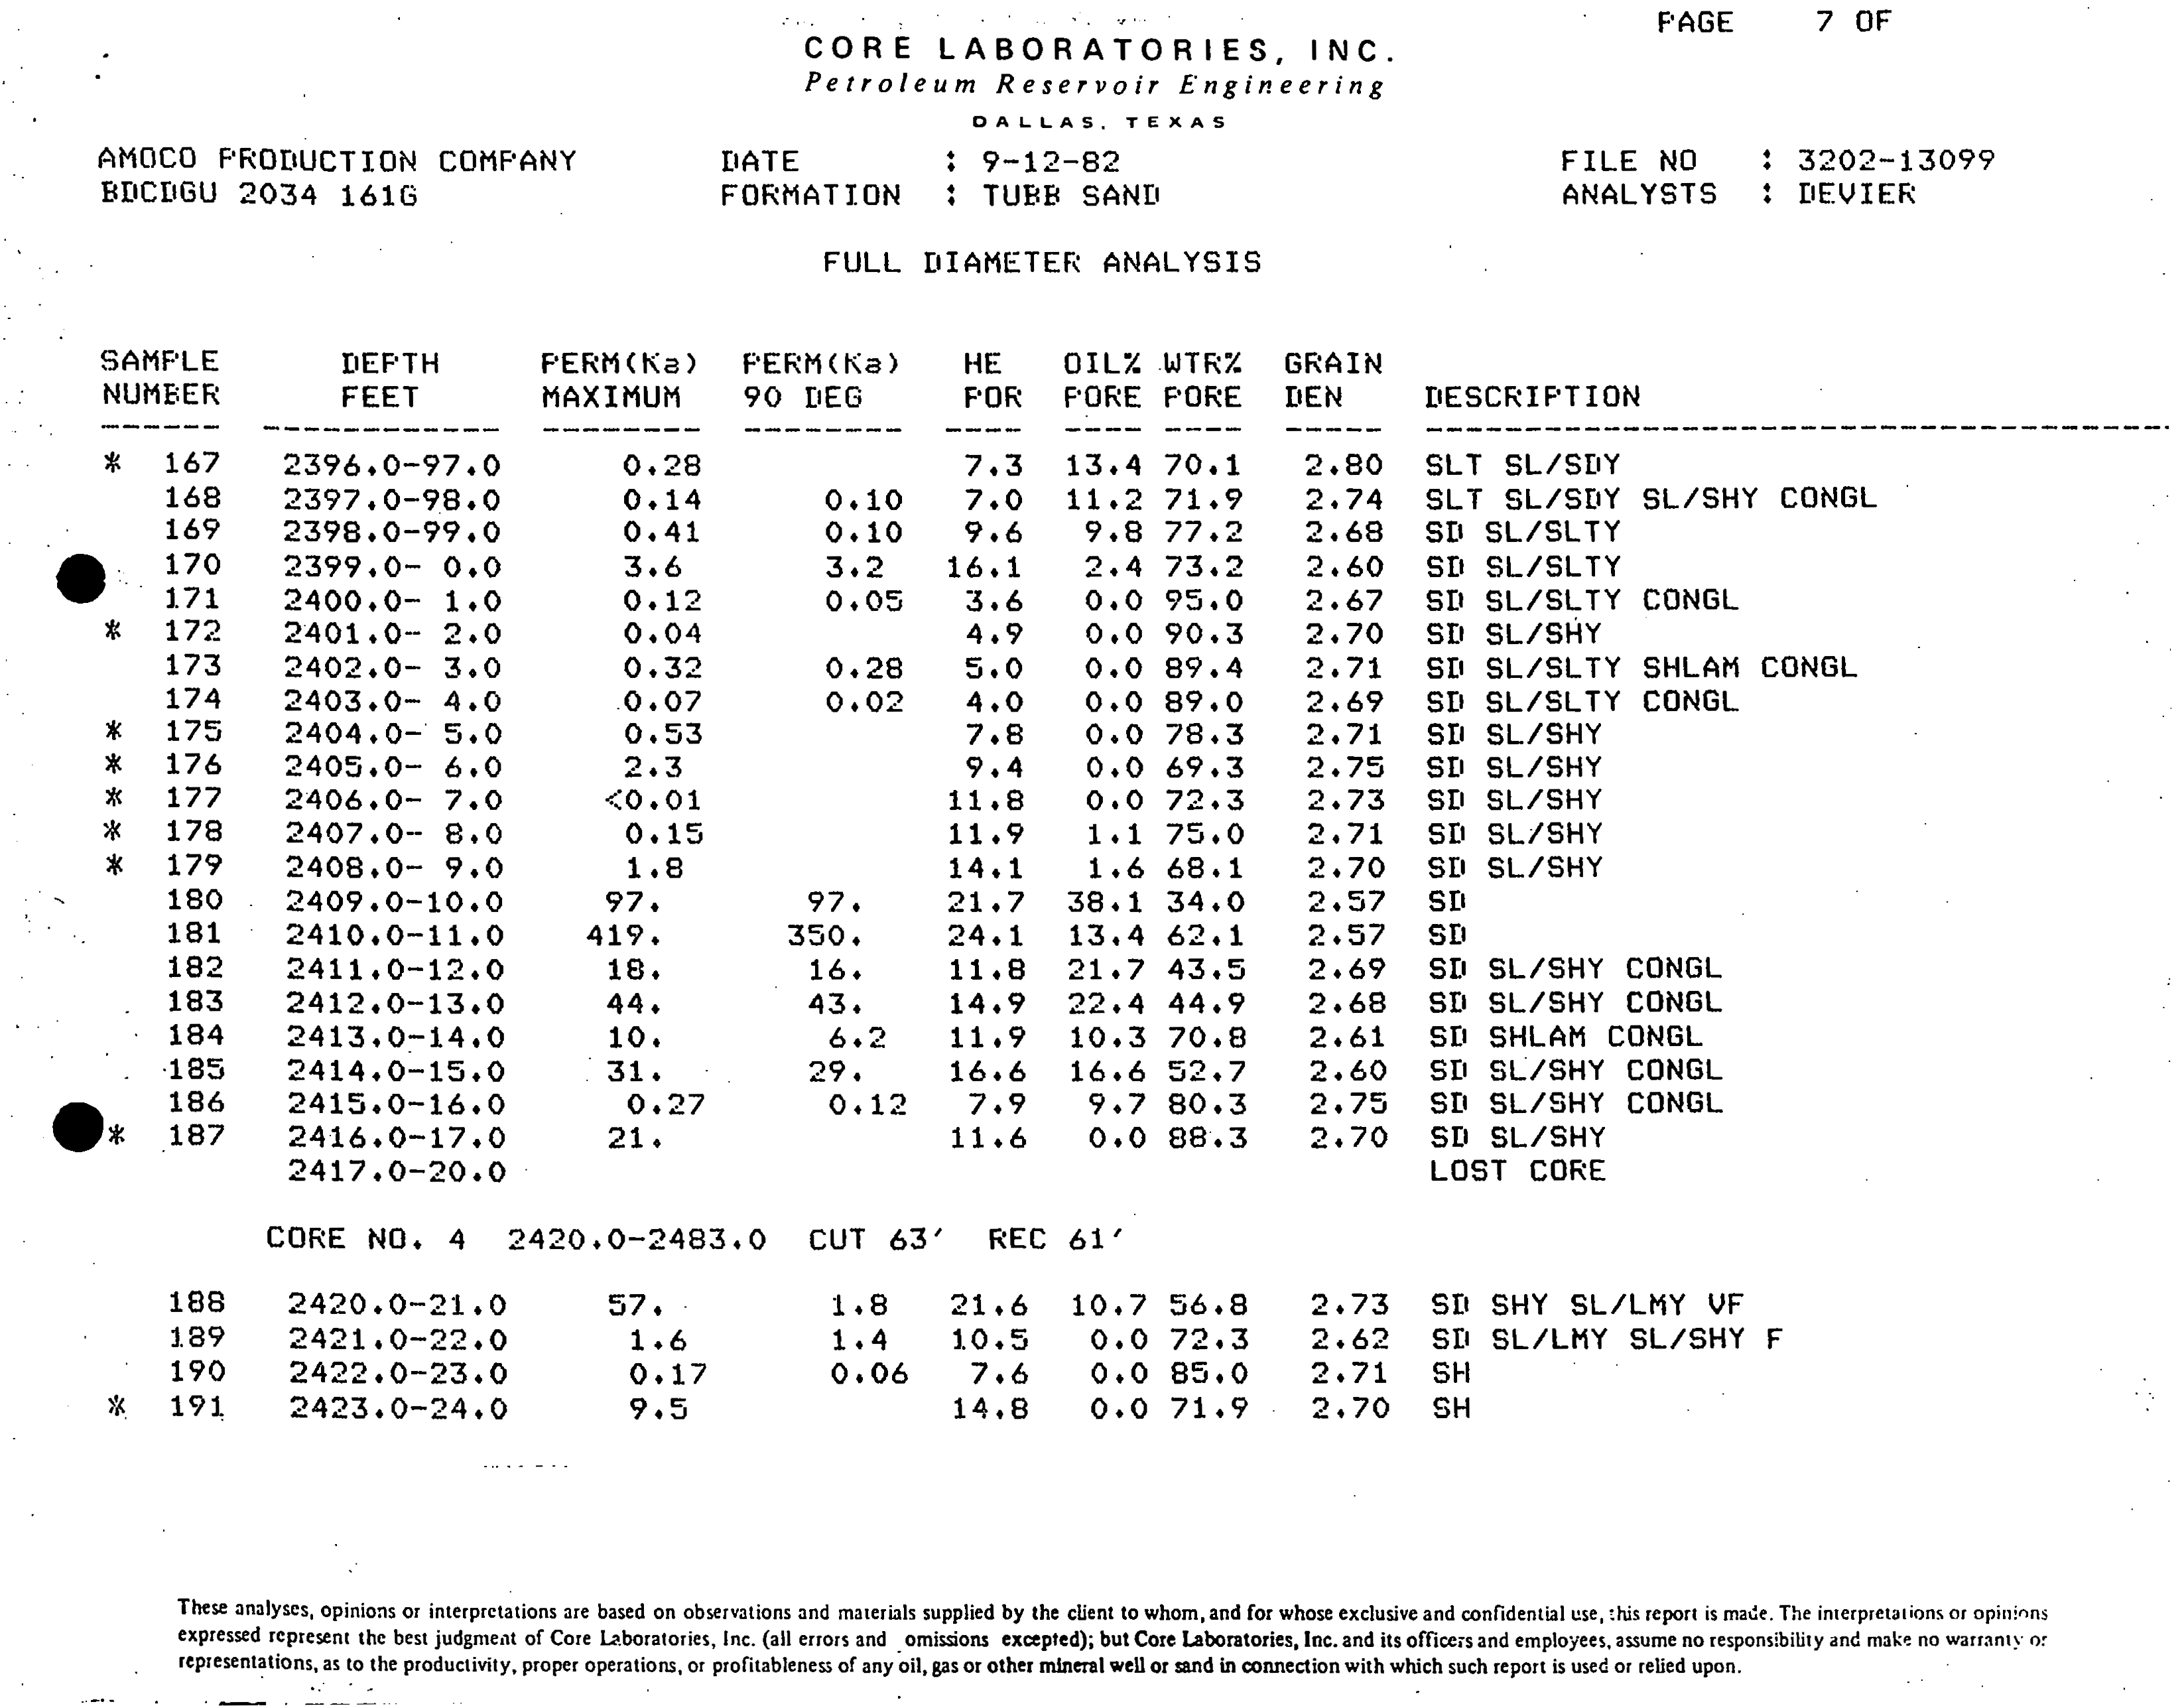 PAGE 7 OF
CORE LABORATORIES, INC.
Petroleum Reservoir Engineering
DALLAS, TEXAS
AMOCO PRODUCTION COMPANY DATE : 9-12-82 FILE NO : 3202-13099
BDCDGU 2034 161G FORMATION : TUBB SAND ANALYSTS : DEVIER
FULL DIAMETER ANALYSIS
SAMPLE DEPTH PERM(Ka) PERM(Ka) HE OIL% WTR% GRAIN
NUMBER FEET MAXIMUM 90 DEG POR PORE PORE DEN DESCRIPTION
* 167 2396.0-97.0 0.28 7.3 13.4 70.1 2.80 SLT SL/SDY
168 2397.0-98.0 0.14 0.10 7.0 11.2 71.9 2.74 SLT SL/SDY SL/SHY CONGL
169 2398.0-99.0 0.41 0.10 9.6 9.8 77.2 2.68 SD SL/SLTY
170 2399.0- 0.0 3.6 3.2 16.1 2.4 73.2 2.60 SD SL/SLTY
171 2400.0- 1.0 0.12 0.05 3.6 0.0 95.0 2.67 SD SL/SLTY CONGL
* 172 2401.0- 2.0 0.04 4.9 0.0 90.3 2.70 SD SL/SHY
173 2402.0- 3.0 0.32 0.28 5.0 0.0 89.4 2.71 SD SL/SLTY SHLAM CONGL
174 2403.0- 4.0 0.07 0.02 4.0 0.0 89.0 2.69 SD SL/SLTY CONGL
* 175 2404.0- 5.0 0.53 7.8 0.0 78.3 2.71 SD SL/SHY
* 176 2405.0- 6.0 2.3 9.4 0.0 69.3 2.75 SD SL/SHY
* 177 2406.0- 7.0 <0.01 11.8 0.0 72.3 2.73 SD SL/SHY
* 178 2407.0- 8.0 0.15 11.9 1.1 75.0 2.71 SD SL/SHY
* 179 2408.0- 9.0 1.8 14.1 1.6 68.1 2.70 SD SL/SHY
180 2409.0-10.0 97. 97. 21.7 38.1 34.0 2.57 SD
181 2410.0-11.0 419. 350. 24.1 13.4 62.1 2.57 SD
182 2411.0-12.0 18. 16. 11.8 21.7 43.5 2.69 SD SL/SHY CONGL
183 2412.0-13.0 44. 43. 14.9 22.4 44.9 2.68 SD SL/SHY CONGL
184 2413.0-14.0 10. 6.2 11.9 10.3 70.8 2.61 SD SHLAM CONGL
185 2414.0-15.0 31. 29. 16.6 16.6 52.7 2.60 SD SL/SHY CONGL
186 2415.0-16.0 0.27 0.12 7.9 9.7 80.3 2.75 SD SL/SHY CONGL
* 187 2416.0-17.0 21. 11.6 0.0 88.3 2.70 SD SL/SHY
2417.0-20.0 LOST CORE
CORE NO. 4 2420.0-2483.0 CUT 63' REC 61'
188 2420.0-21.0 57. 1.8 21.6 10.7 56.8 2.73 SD SHY SL/LMY VF
189 2421.0-22.0 1.6 1.4 10.5 0.0 72.3 2.62 SD SL/LMY SL/SHY F
190 2422.0-23.0 0.17 0.06 7.6 0.0 85.0 2.71 SH
* 191 2423.0-24.0 9.5 14.8 0.0 71.9 2.70 SH
These analyses, opinions or interpretations are based on observations and materials supplied by the client to whom, and for whose exclusive and confidential use, this report is made. The interpretations or opinions
expressed represent the best judgment of Core Laboratories, Inc. (all errors and omissions excepted); but Core Laboratories, Inc. and its officers and employees, assume no responsibility and make no warranty or
representations, as to the productivity, proper operations, or profitableness of any oil, gas or other mineral well or sand in connection with which such report is used or relied upon.